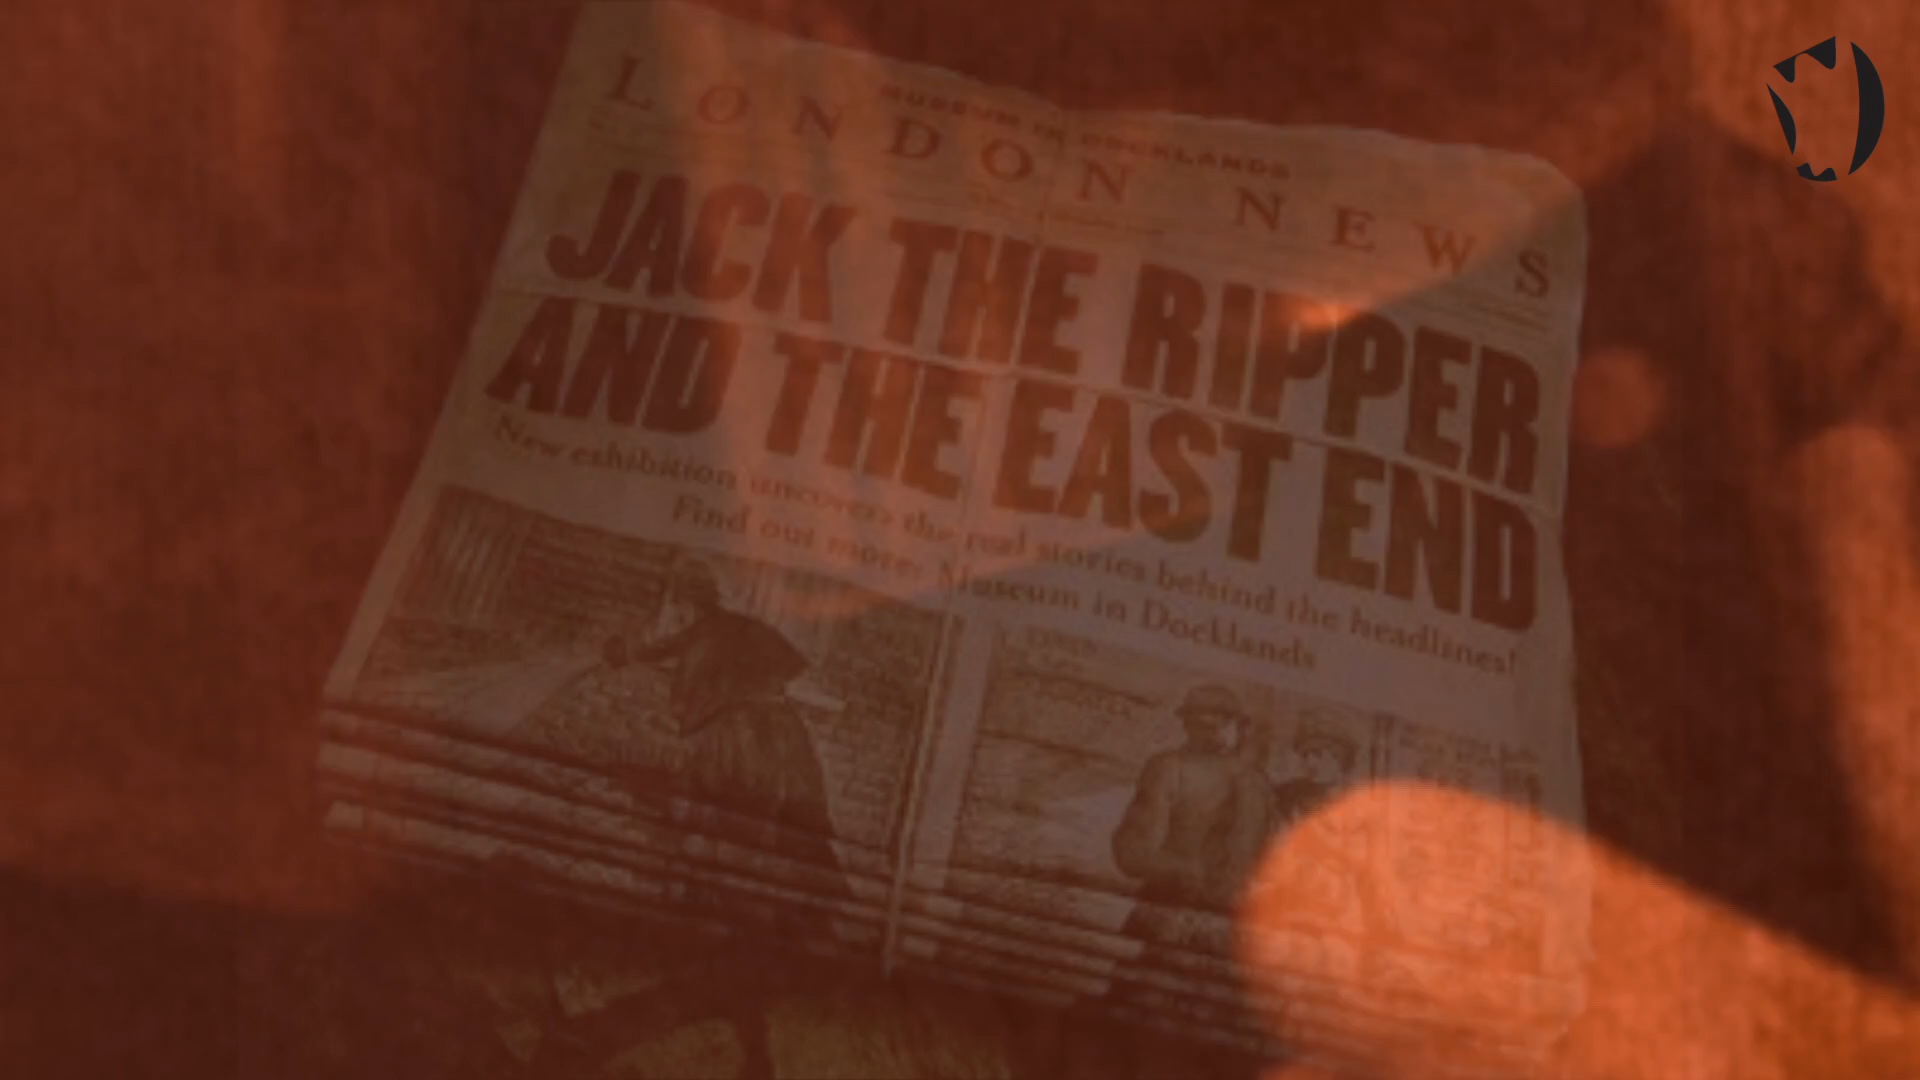 MUSEUM IN DOCKLANDS
LONDON NEWS
JACK THE RIPPER
AND THE EAST END
New exhibition uncovers the real stories behind the headlines!
Find out more: Museum in Docklands